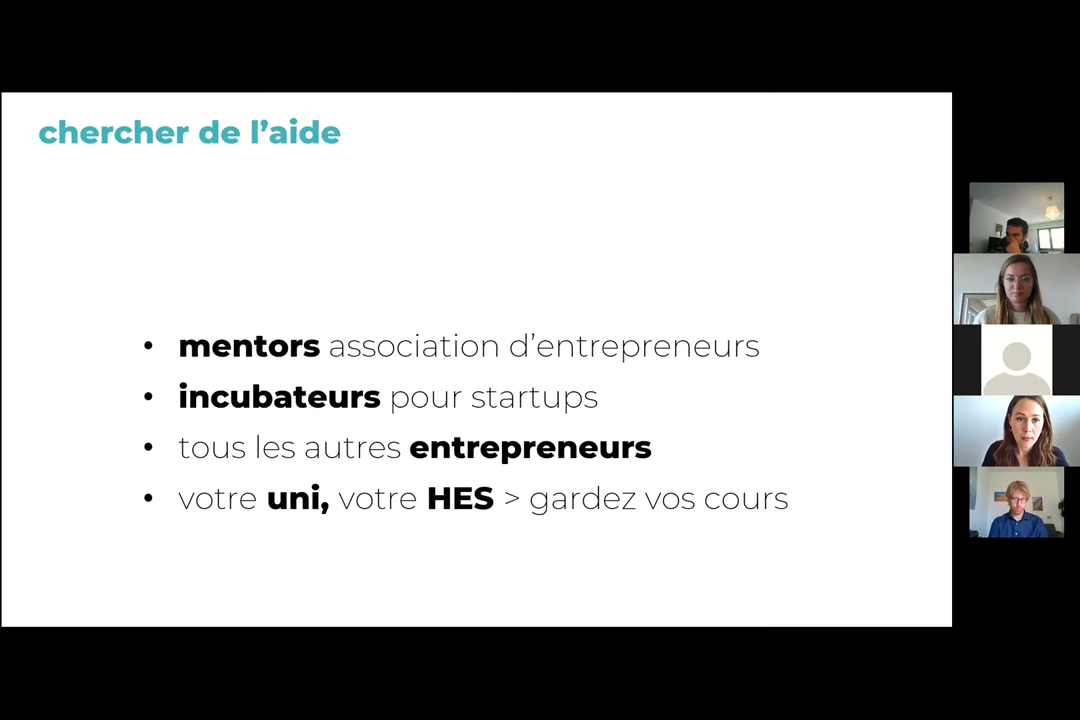 chercher de l’aide
• mentors association d’entrepreneurs
• incubateurs pour startups
• tous les autres entrepreneurs
• votre uni, votre HES > gardez vos cours